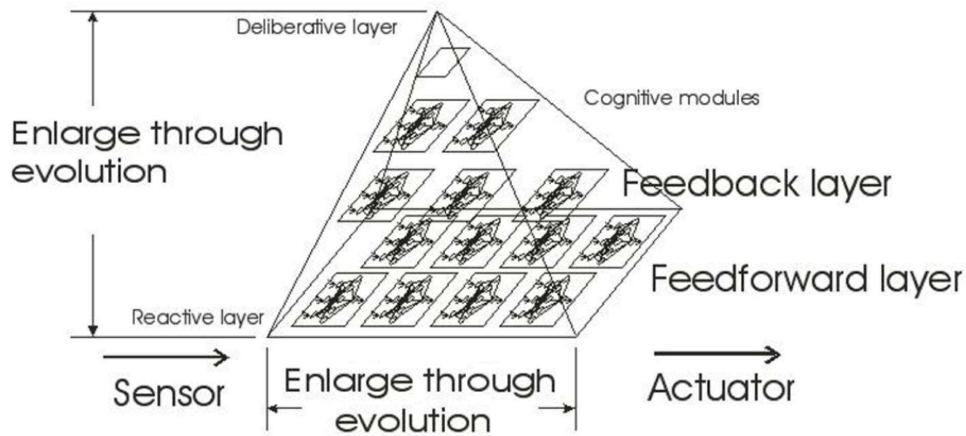 Deliberative layer
Cognitive modules
Enlarge through
evolution
Feedback layer
Feedforward layer
Reactive layer
Sensor
Enlarge through
evolution
Actuator